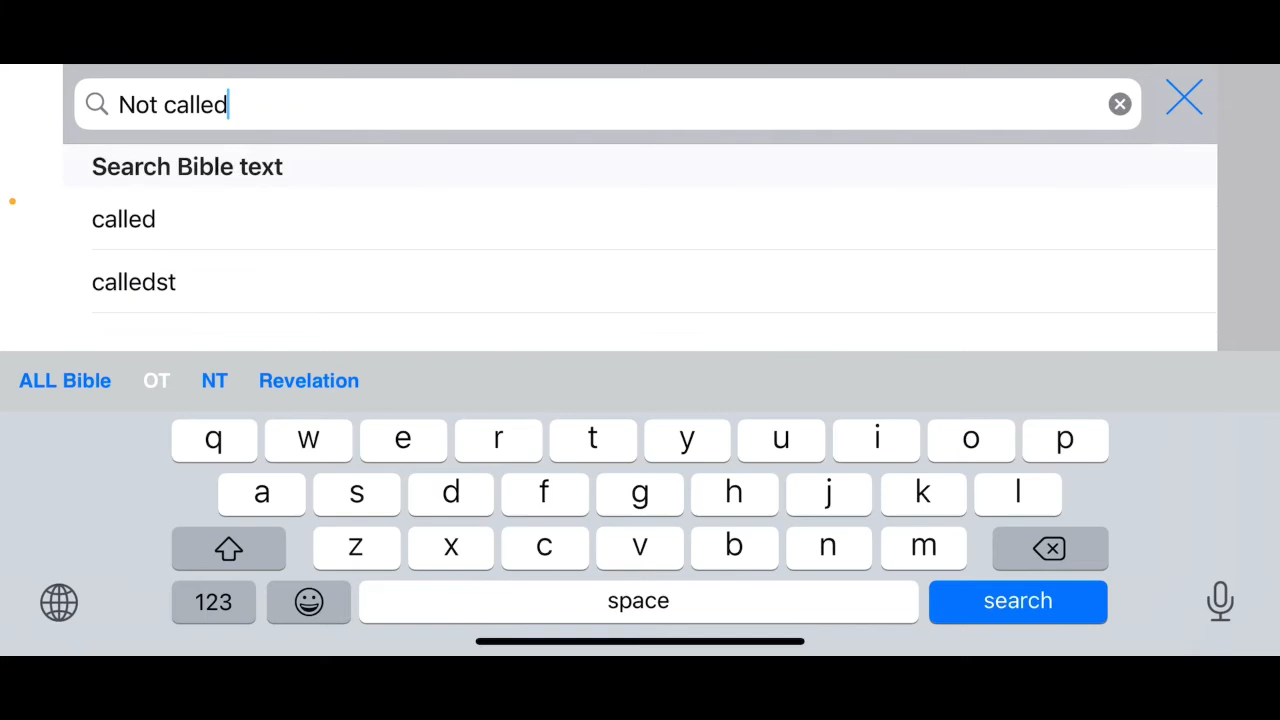 Not called
Search Bible text
called
calledst
ALL Bible OT NT Revelation
q w e r t y u i o p
a s d f g h j k l
z x c v b n m
123 space search